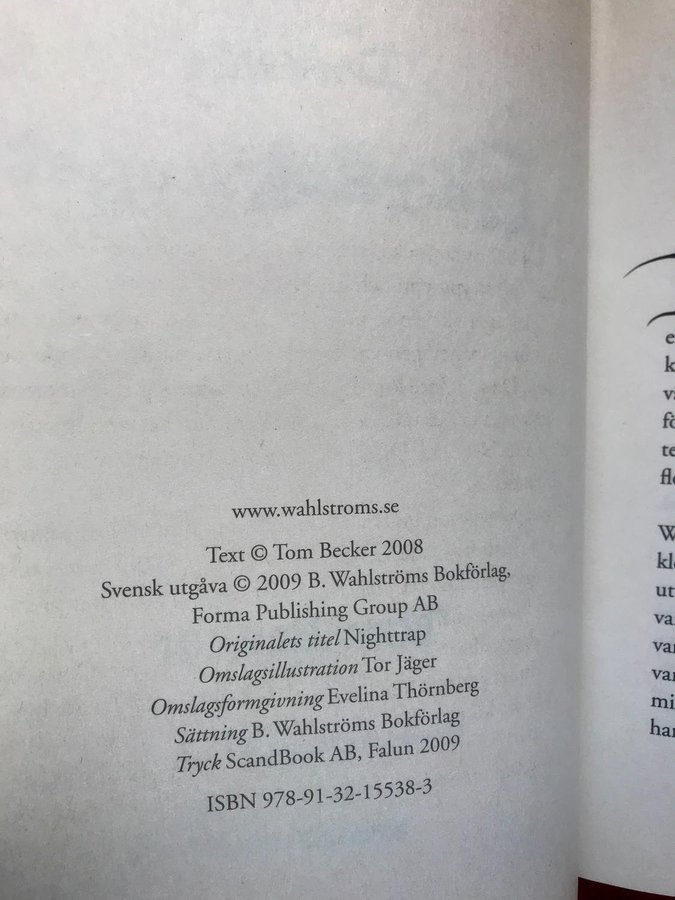 www.wahlstroms.se
Text © Tom Becker 2008
Svensk utgåva © 2009 B. Wahlströms Bokförlag,
Forma Publishing Group AB
Originalets titel Nighttrap
Omslagsillustration Tor Jäger
Omslagsformgivning Evelina Thörnberg
Sättning B. Wahlströms Bokförlag
Tryck ScandBook AB, Falun 2009
ISBN 978-91-32-15538-3